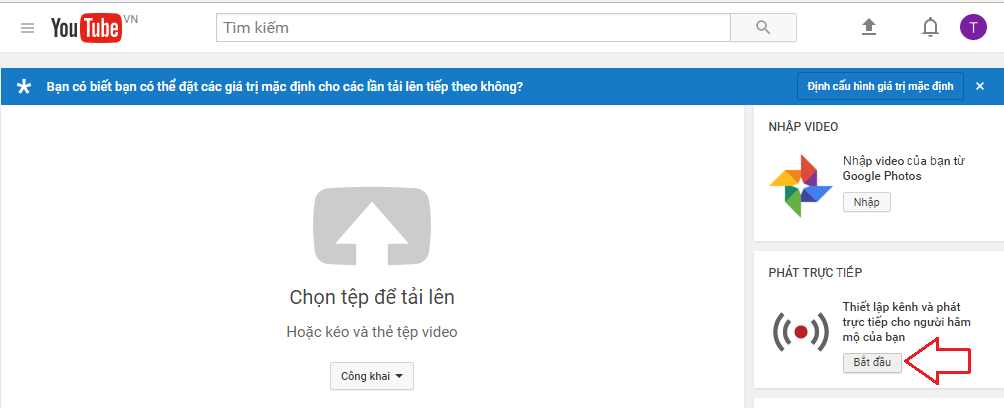 YouTube VN
Tìm kiếm
T
Bạn có biết bạn có thể đặt các giá trị mặc định cho các lần tải lên tiếp theo không?
Định cấu hình giá trị mặc định
Chọn tệp để tải lên
Hoặc kéo và thẻ tệp video
Công khai
NHẬP VIDEO
Nhập video của bạn từ
Google Photos
Nhập
PHÁT TRỰC TIẾP
Thiết lập kênh và phát
trực tiếp cho người hâm
mộ của bạn
Bắt đầu